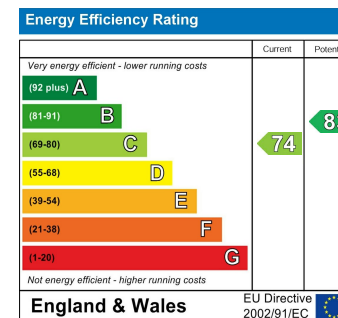 Energy Efficiency Rating
Current
Very energy efficient - lower running costs
(92 plus) A
(81-91) B
(69-80) C
74
(55-68) D
(39-54) E
(21-38) F
(1-20) G
Not energy efficient - higher running costs
England & Wales
EU Directive
2002/91/EC